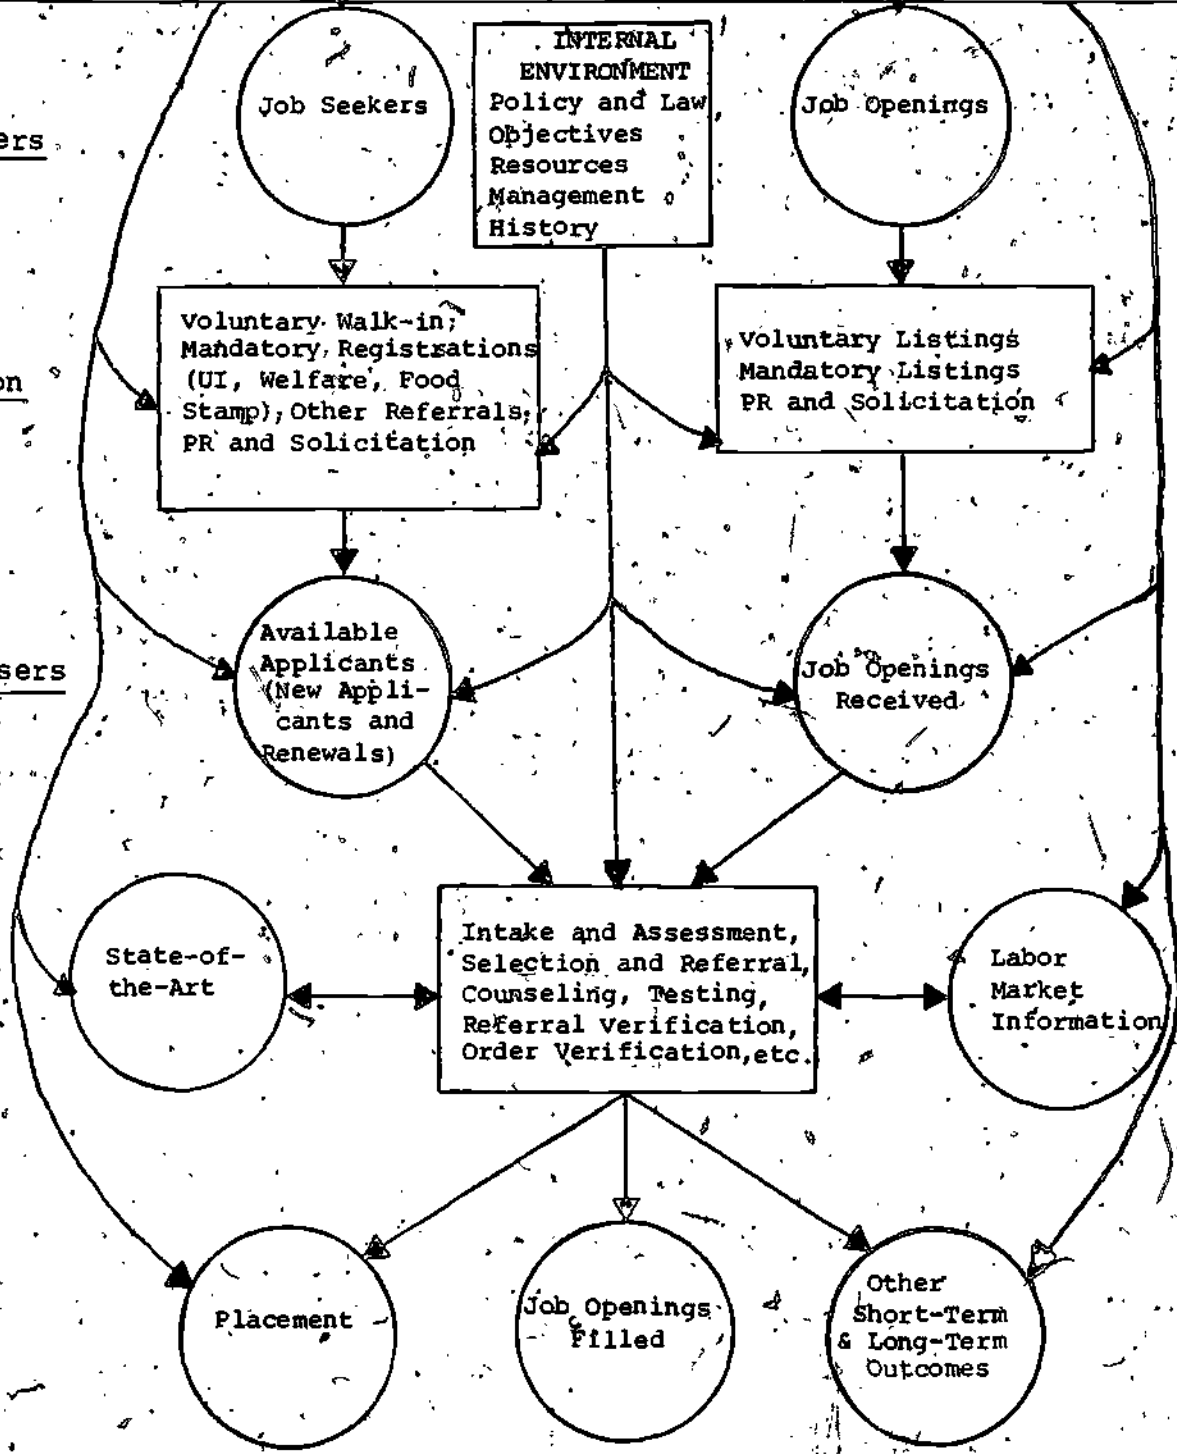 Job Seekers
INTERNAL
ENVIRONMENT
Policy and Law
Objectives
Resources
Management
History
Job Openings
ers
Voluntary Walk-in;
Mandatory Registrations
(UI, Welfare, Food
Stamp); Other Referrals;
PR and Solicitation
Voluntary Listings
Mandatory Listings
PR and Solicitation
on
Available
Applicants
(New Appli-
cants and
Renewals)
Job Openings
Received
sers
State-of-
the-Art
Intake and Assessment,
Selection and Referral,
Counseling, Testing,
Referral Verification,
Order Verification, etc.
Labor
Market
Information
Placement
Job Openings
Filled
Other
Short-Term
& Long-Term
Outcomes